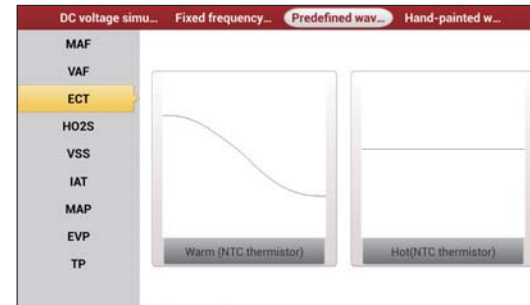 DC voltage simu... Fixed frequency... Predefined wav... Hand-painted w...
MAF
VAF
ECT
HO2S
VSS
IAT
MAP
EVP
TP
Warm (NTC thermistor)
Hot(NTC thermistor)